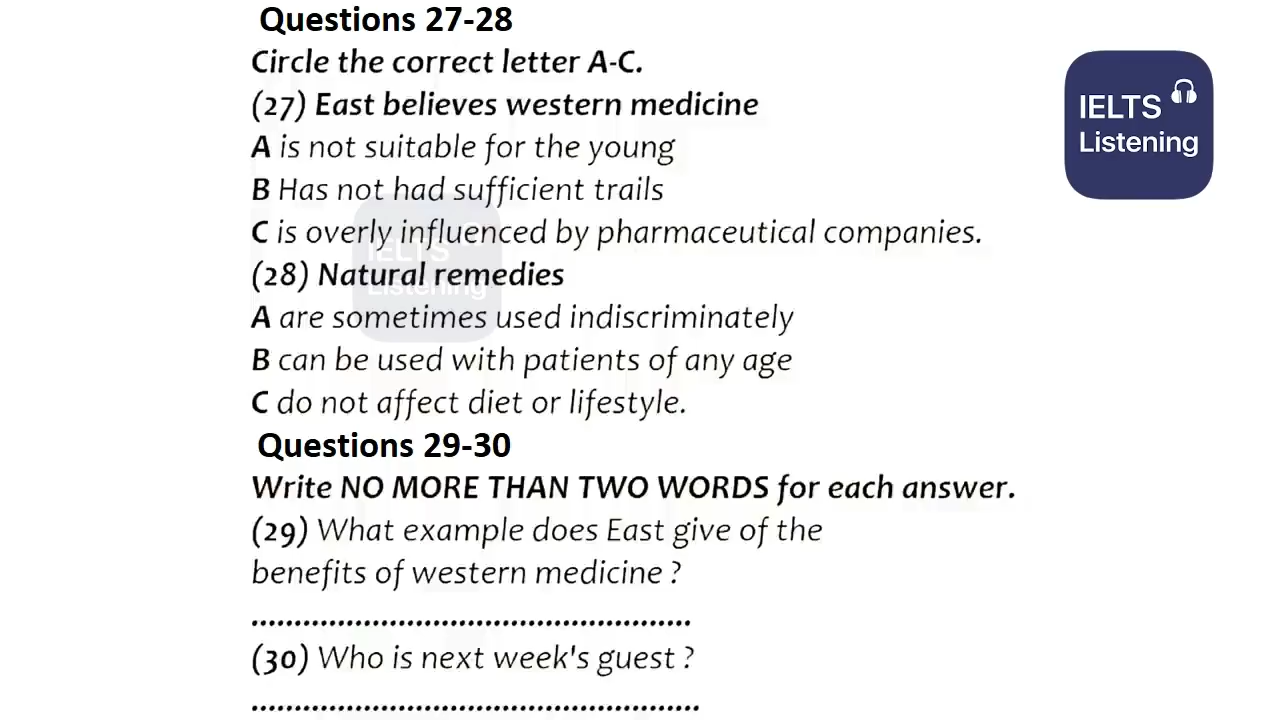 Questions 27-28
Circle the correct letter A-C.
(27) East believes western medicine
A is not suitable for the young
B Has not had sufficient trails
C is overly influenced by pharmaceutical companies.
(28) Natural remedies
A are sometimes used indiscriminately
B can be used with patients of any age
C do not affect diet or lifestyle.
Questions 29-30
Write NO MORE THAN TWO WORDS for each answer.
(29) What example does East give of the
benefits of western medicine ?
....................................................
(30) Who is next week's guest ?
.....................................................
IELTS
Listening
IELTS
Listening